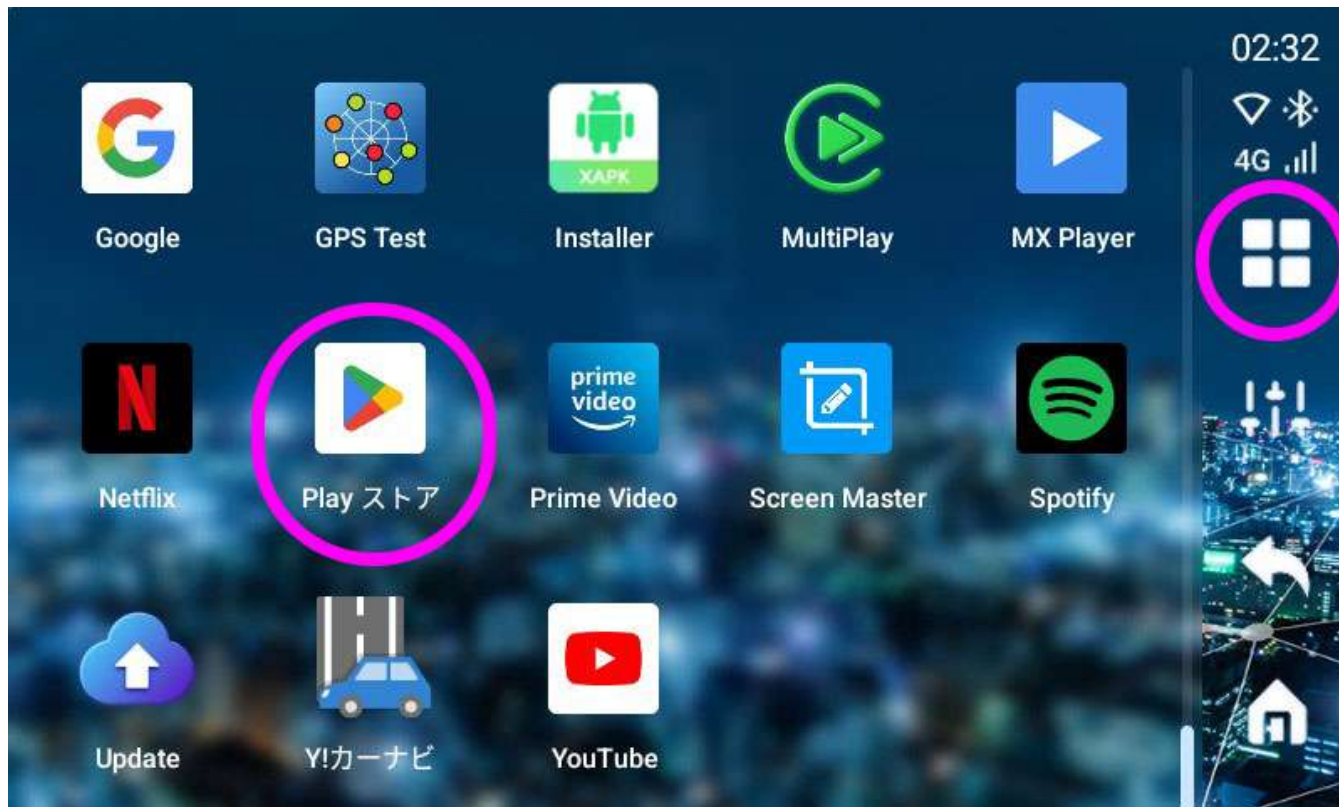 02:32
4G
XAPK
Google
GPS Test
Installer
MultiPlay
MX Player
N
prime
video
Netflix
Play ストア
Prime Video
Screen Master
Spotify
Update
Y!カーナビ
YouTube